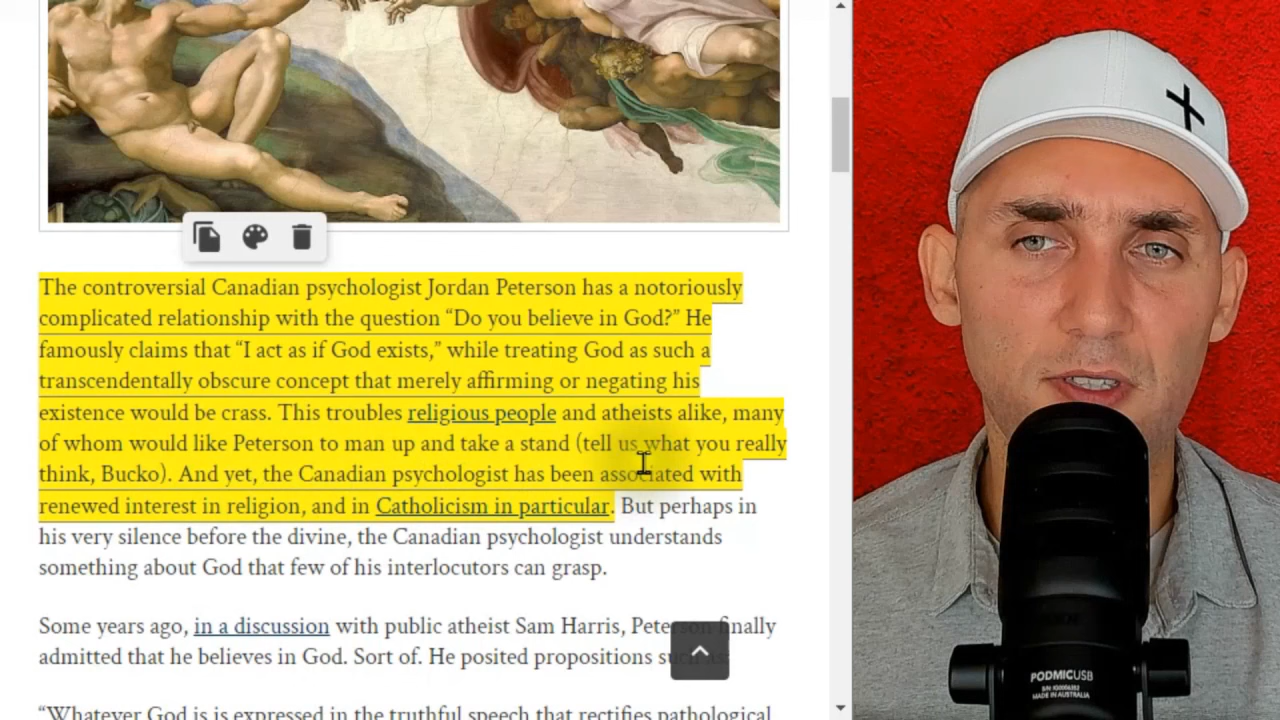 The controversial Canadian psychologist Jordan Peterson has a notoriously
complicated relationship with the question “Do you believe in God?” He
famously claims that “I act as if God exists,” while treating God as such a
transcendentally obscure concept that merely affirming or negating his
existence would be crass. This troubles religious people and atheists alike, many
of whom would like Peterson to man up and take a stand (tell us what you really
think, Bucko). And yet, the Canadian psychologist has been associated with
renewed interest in religion, and in Catholicism in particular. But perhaps in
his very silence before the divine, the Canadian psychologist understands
something about God that few of his interlocutors can grasp.
Some years ago, in a discussion with public atheist Sam Harris, Peterson finally
admitted that he believes in God. Sort of. He posited propositions such as:
“Whatever God is is expressed in the truthful speech that rectifies pathological
PODMICUSB
MADE IN AUSTRALIA